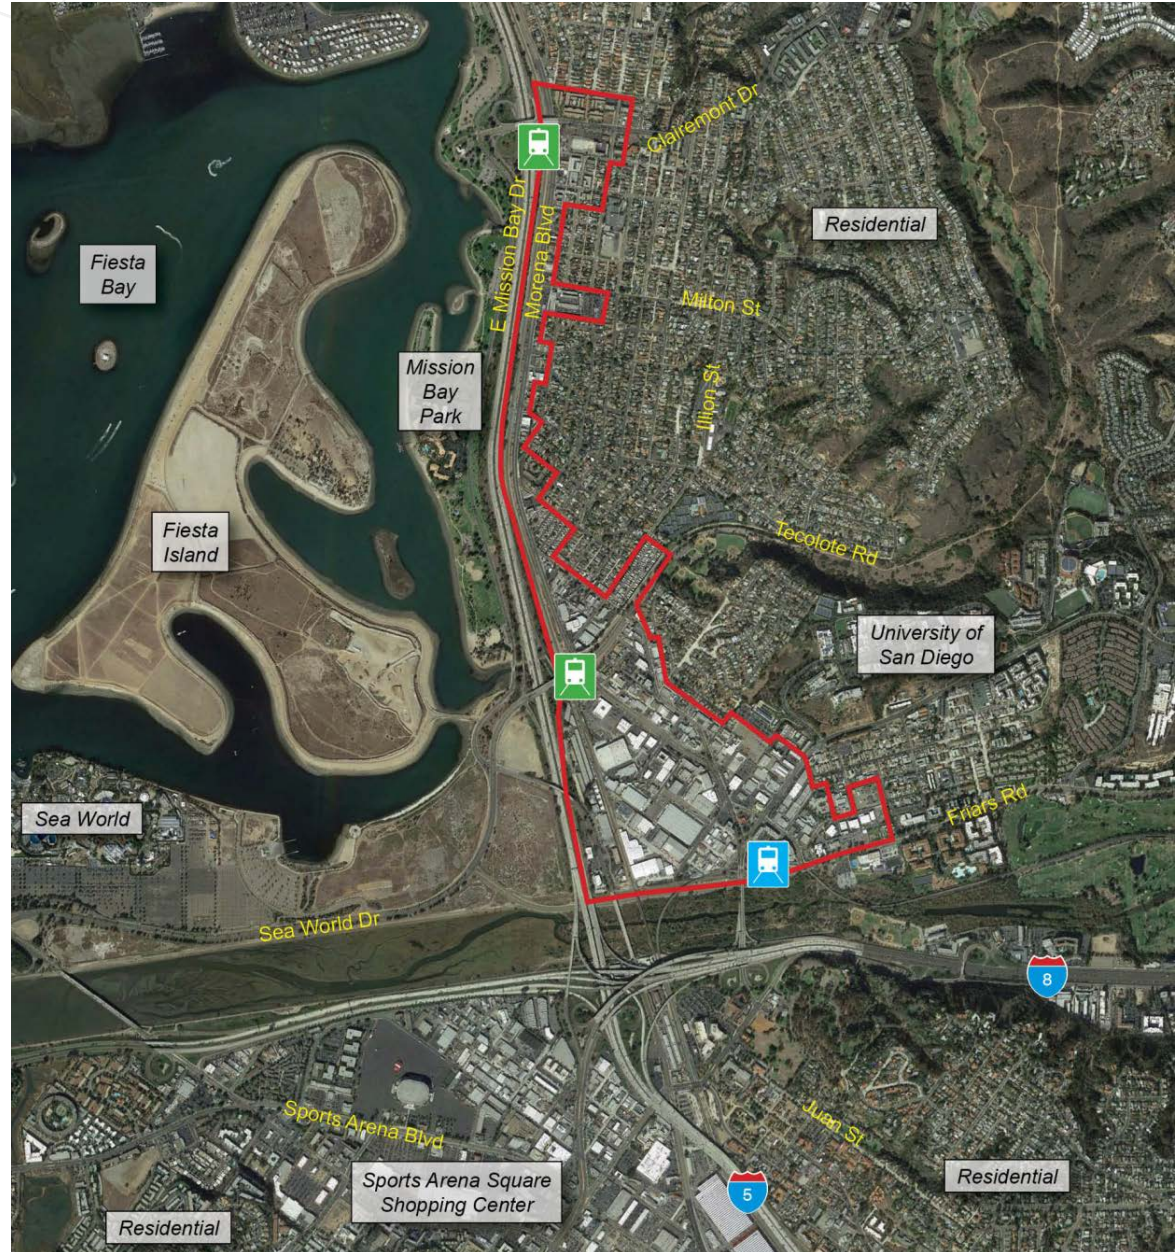 Clairemont Dr
E Mission Bay Dr
Morena Blvd
Residential
Fiesta
Bay
Milton St
Mission
Bay
Park
Illion St
Fiesta
Island
Tecolote Rd
University of
San Diego
Sea World
Friars Rd
Sea World Dr
8
Sports Arena Blvd
Juan St
Sports Arena Square
Shopping Center
5
Residential
Residential